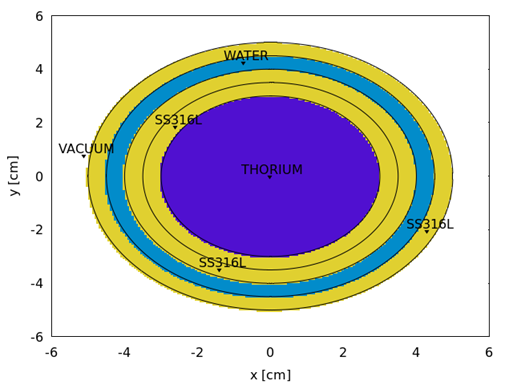 6
4
2
0
-2
-4
-6
y [cm]
WATER
SS316L
VACUUM
THORIUM
SS316L
SS316L
-6 -4 -2 0 2 4 6
x [cm]